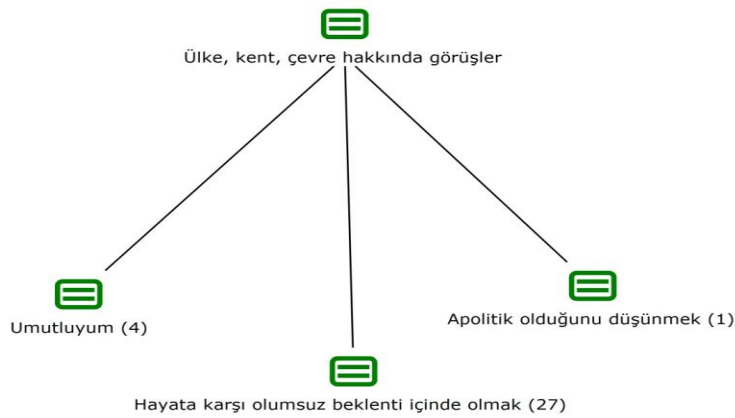 Ülke, kent, çevre hakkında görüşler
Umutluyum (4)
Apolitik olduğunu düşünmek (1)
Hayata karşı olumsuz beklenti içinde olmak (27)